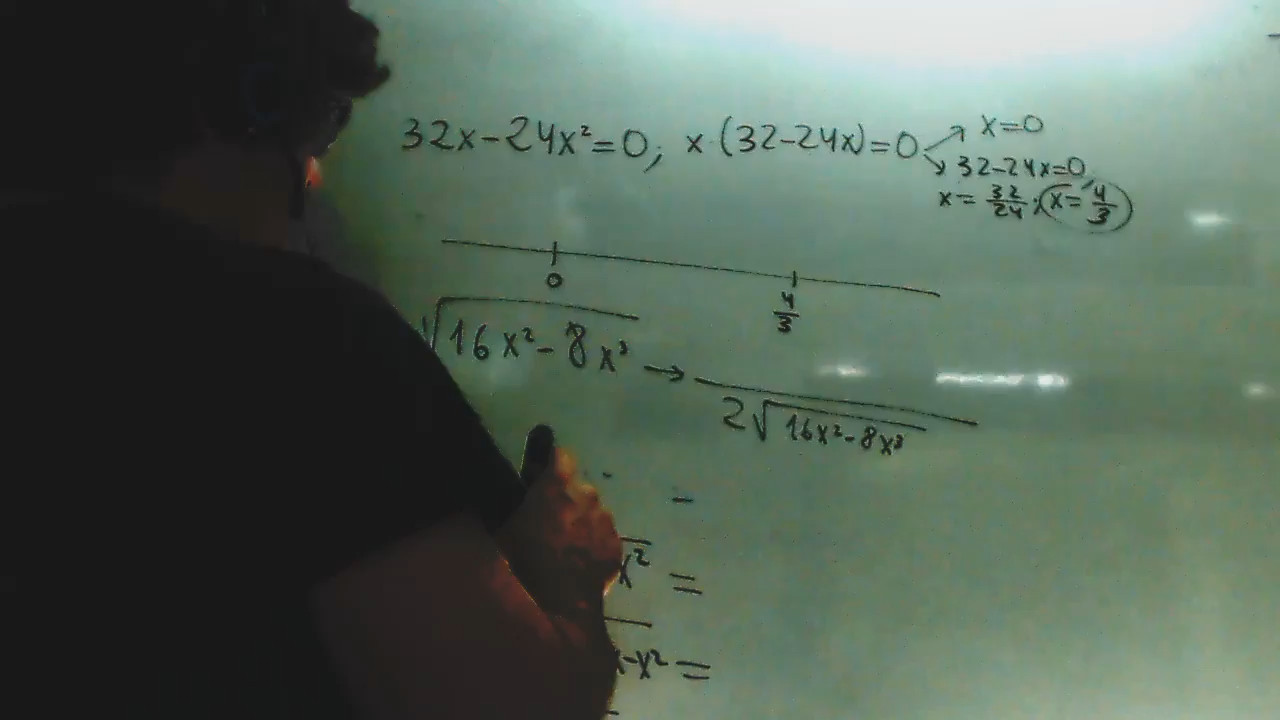 32x-24x²=0; x·(32-24x)=0 ↗ x=0
↘ 32-24x=0
x=32/24; x=4/3
0
4/3
√16x²-8x³ → 2√16x²-8x³
-
x² =
x-x² =